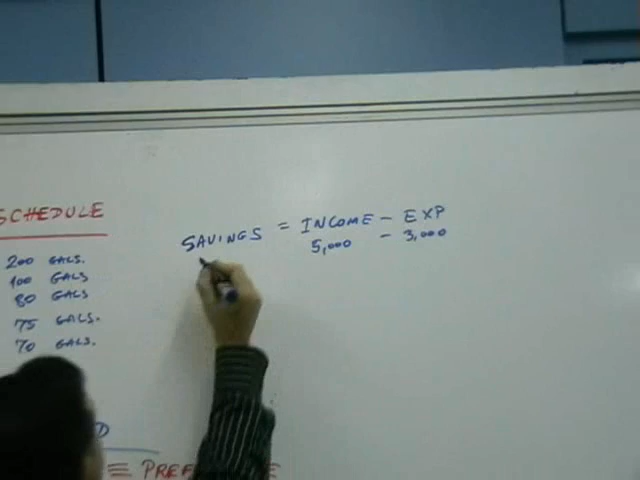 SCHEDULE
200 GALS.
100 GALS
80 GALS
75 GALS.
70 GALS.
SAVINGS = INCOME - EXP
5,000 - 3,000